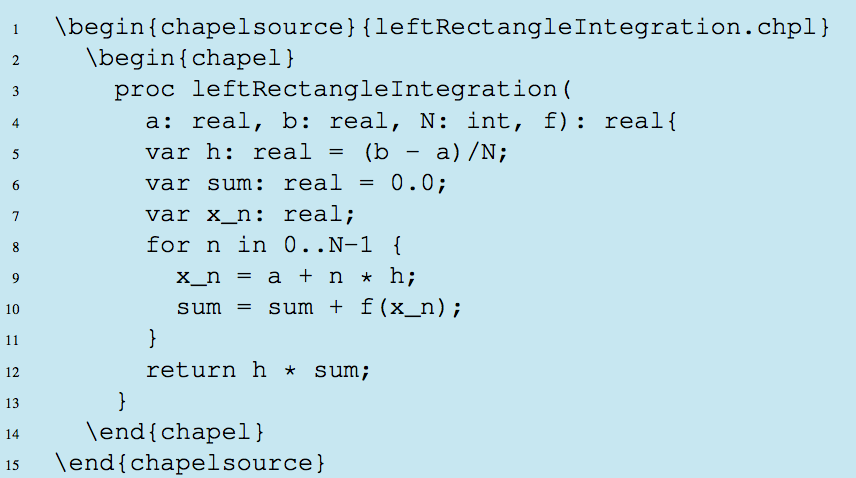 1 \begin{chapelsource}{leftRectangleIntegration.chpl}
2 \begin{chapel}
3 proc leftRectangleIntegration(
4 a: real, b: real, N: int, f): real{
5 var h: real = (b - a)/N;
6 var sum: real = 0.0;
7 var x_n: real;
8 for n in 0..N-1 {
9 x_n = a + n * h;
10 sum = sum + f(x_n);
11 }
12 return h * sum;
13 }
14 \end{chapel}
15 \end{chapelsource}